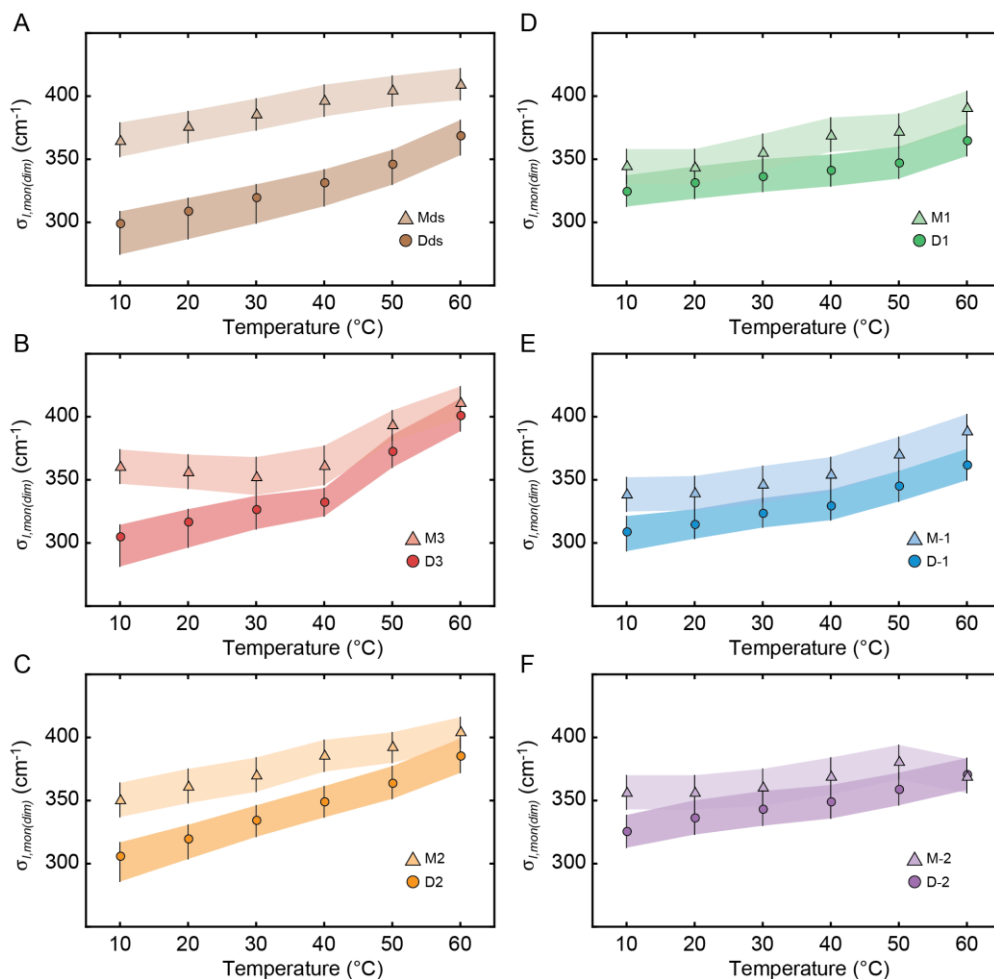 A
σI,mon(dim) (cm-1)
400
350
300
Mds
Dds
10 20 30 40 50 60
Temperature (°C)
B
σI,mon(dim) (cm-1)
400
350
300
M3
D3
10 20 30 40 50 60
Temperature (°C)
C
σI,mon(dim) (cm-1)
400
350
300
M2
D2
10 20 30 40 50 60
Temperature (°C)
D
σI,mon(dim) (cm-1)
400
350
300
M1
D1
10 20 30 40 50 60
Temperature (°C)
E
σI,mon(dim) (cm-1)
400
350
300
M-1
D-1
10 20 30 40 50 60
Temperature (°C)
F
σI,mon(dim) (cm-1)
400
350
300
M-2
D-2
10 20 30 40 50 60
Temperature (°C)